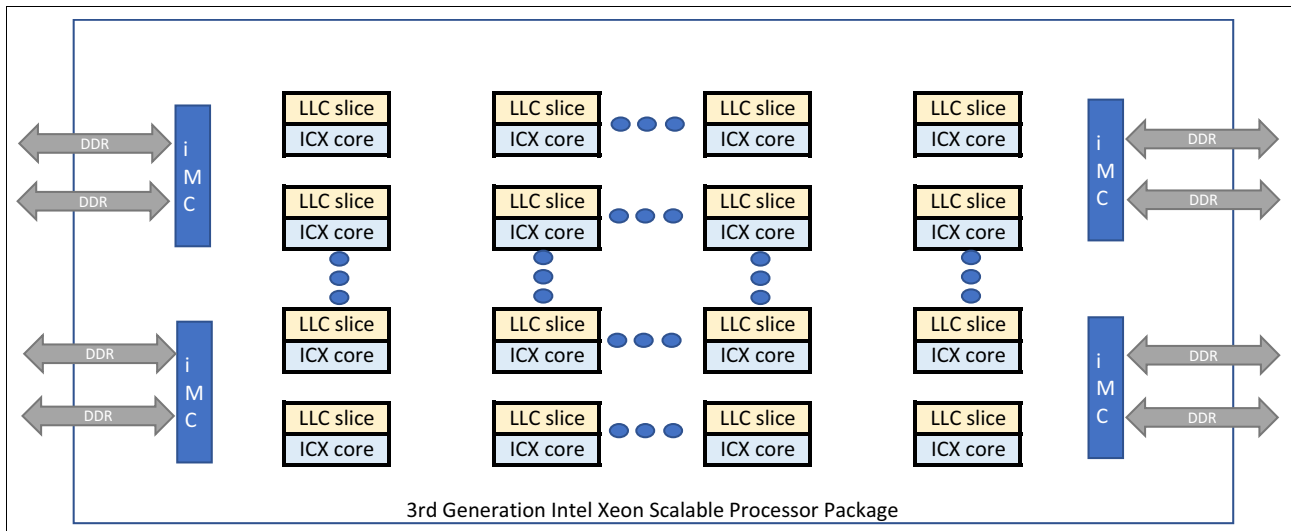 LLC slice LLC slice LLC slice LLC slice
ICX core ICX core ICX core ICX core
DDR i DDR
DDR M
C
i DDR
M
C
LLC slice LLC slice LLC slice LLC slice
ICX core ICX core ICX core ICX core
LLC slice LLC slice LLC slice LLC slice
ICX core ICX core ICX core ICX core
DDR i DDR
DDR M
C
i DDR
M
C
LLC slice LLC slice LLC slice LLC slice
ICX core ICX core ICX core ICX core
3rd Generation Intel Xeon Scalable Processor Package